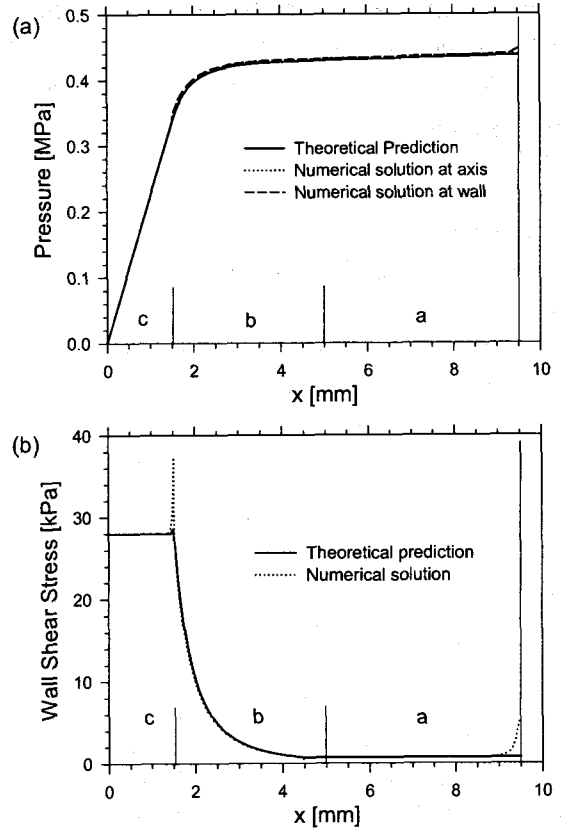 (a)
0.5
0.4
0.3
0.2
0.1
0.0
Pressure [MPa]
Theoretical Prediction
Numerical solution at axis
Numerical solution at wall
c
b
a
0
2
4
6
8
10
x [mm]
(b)
40
30
20
10
0
Wall Shear Stress [kPa]
Theoretical prediction
Numerical solution
c
b
a
0
2
4
6
8
10
x [mm]